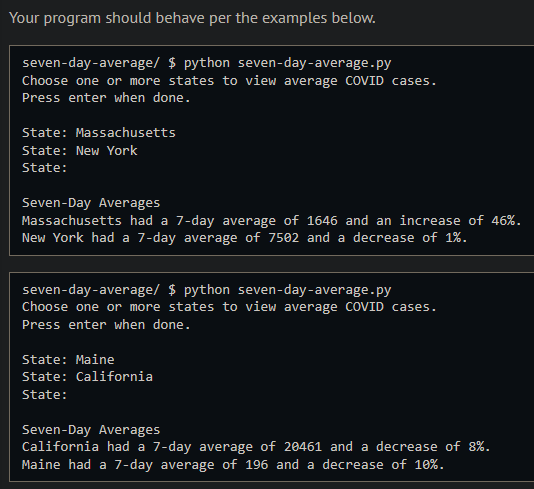 Your program should behave per the examples below.
seven-day-average/ $ python seven-day-average.py
Choose one or more states to view average COVID cases.
Press enter when done.
State: Massachusetts
State: New York
State:
Seven-Day Averages
Massachusetts had a 7-day average of 1646 and an increase of 46%.
New York had a 7-day average of 7502 and a decrease of 1%.
seven-day-average/ $ python seven-day-average.py
Choose one or more states to view average COVID cases.
Press enter when done.
State: Maine
State: California
State:
Seven-Day Averages
California had a 7-day average of 20461 and a decrease of 8%.
Maine had a 7-day average of 196 and a decrease of 10%.